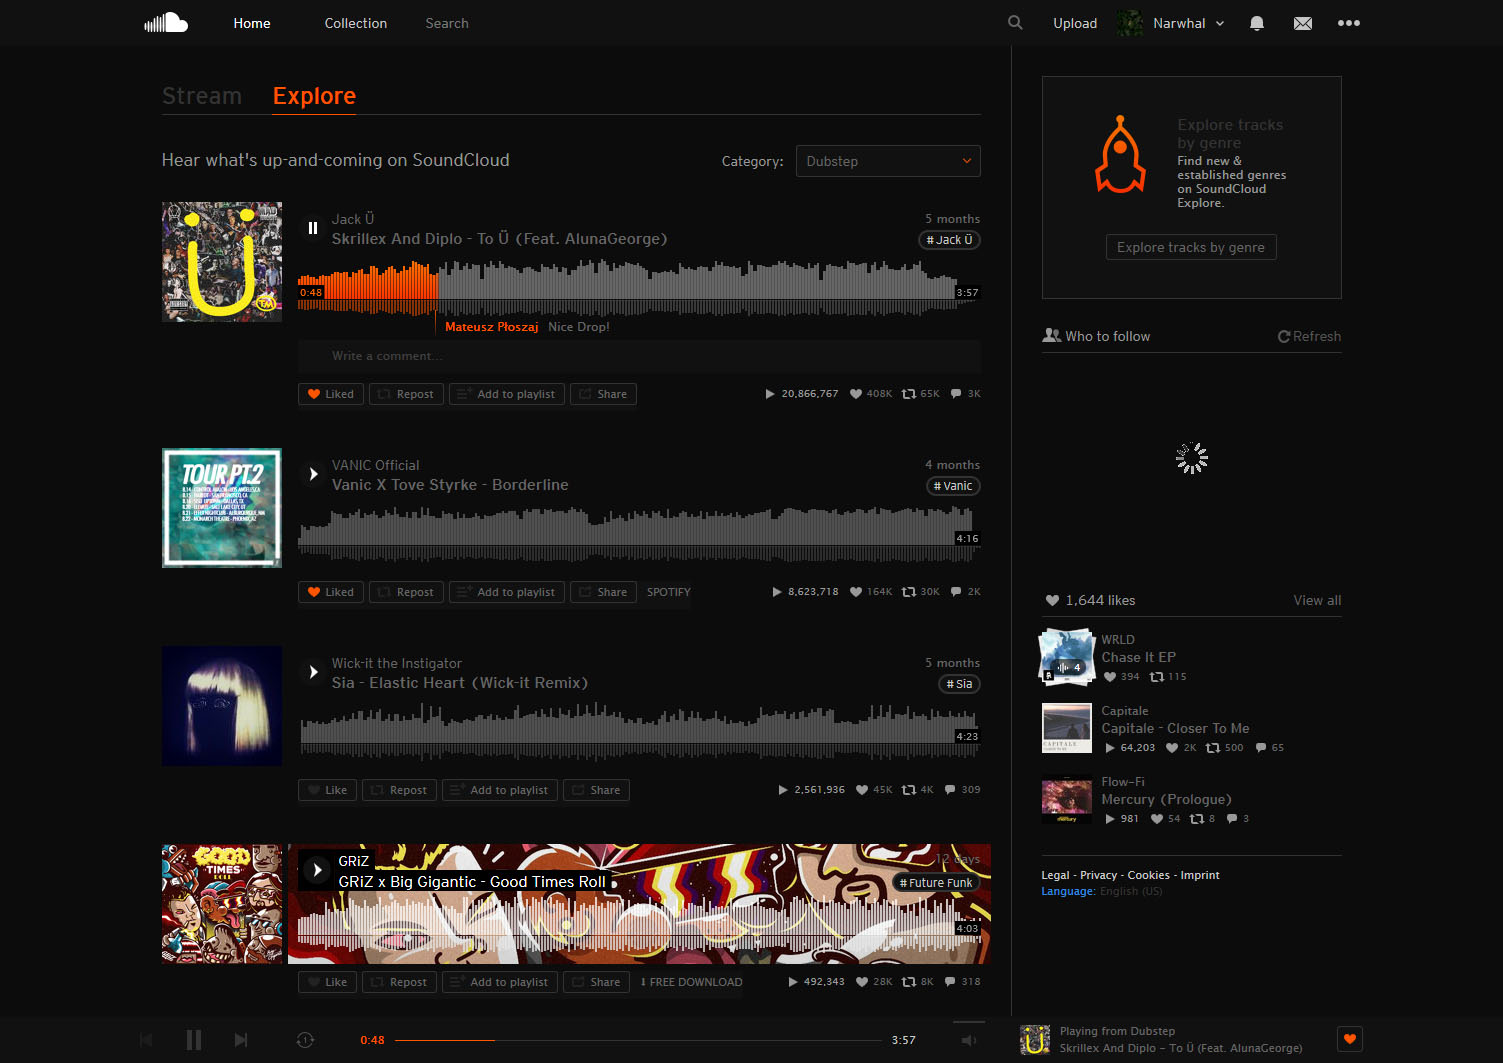 Home Collection Search Upload Narwhal
Stream Explore
Hear what's up-and-coming on SoundCloud
Category: Dubstep
Jack Ü
5 months
Skrillex And Diplo - To Ü (Feat. AlunaGeorge)
# Jack Ü
0:48
3:57
Mateusz Płoszaj Nice Drop!
Write a comment...
Liked Repost Add to playlist Share
20,866,767 408K 65K 3K
TOUR PT.2
VANIC Official
4 months
Vanic X Tove Styrke - Borderline
# Vanic
4:16
Liked Repost Add to playlist Share SPOTIFY
8,623,718 164K 30K 2K
Wick-it the Instigator
5 months
Sia - Elastic Heart (Wick-it Remix)
# Sia
4:23
Like Repost Add to playlist Share
2,561,936 45K 4K 309
GOOD
TIMES
ROLL
GRiZ
12 days
GRiZ x Big Gigantic - Good Times Roll
# Future Funk
4:03
Like Repost Add to playlist Share ⬇ FREE DOWNLOAD
492,343 28K 8K 318
Explore tracks
by genre
Find new &
established genres
on SoundCloud
Explore.
Explore tracks by genre
Who to follow
Refresh
1,644 likes
View all
4
WRLD
Chase It EP
394 115
CAPITALE
Capitale
Capitale - Closer To Me
64,203 2K 500 65
mercury
Flow-Fi
Mercury (Prologue)
981 54 8 3
Legal - Privacy - Cookies - Imprint
Language: English (US)
1
0:48
3:57
Playing from Dubstep
Skrillex And Diplo - To Ü (Feat. AlunaGeorge)